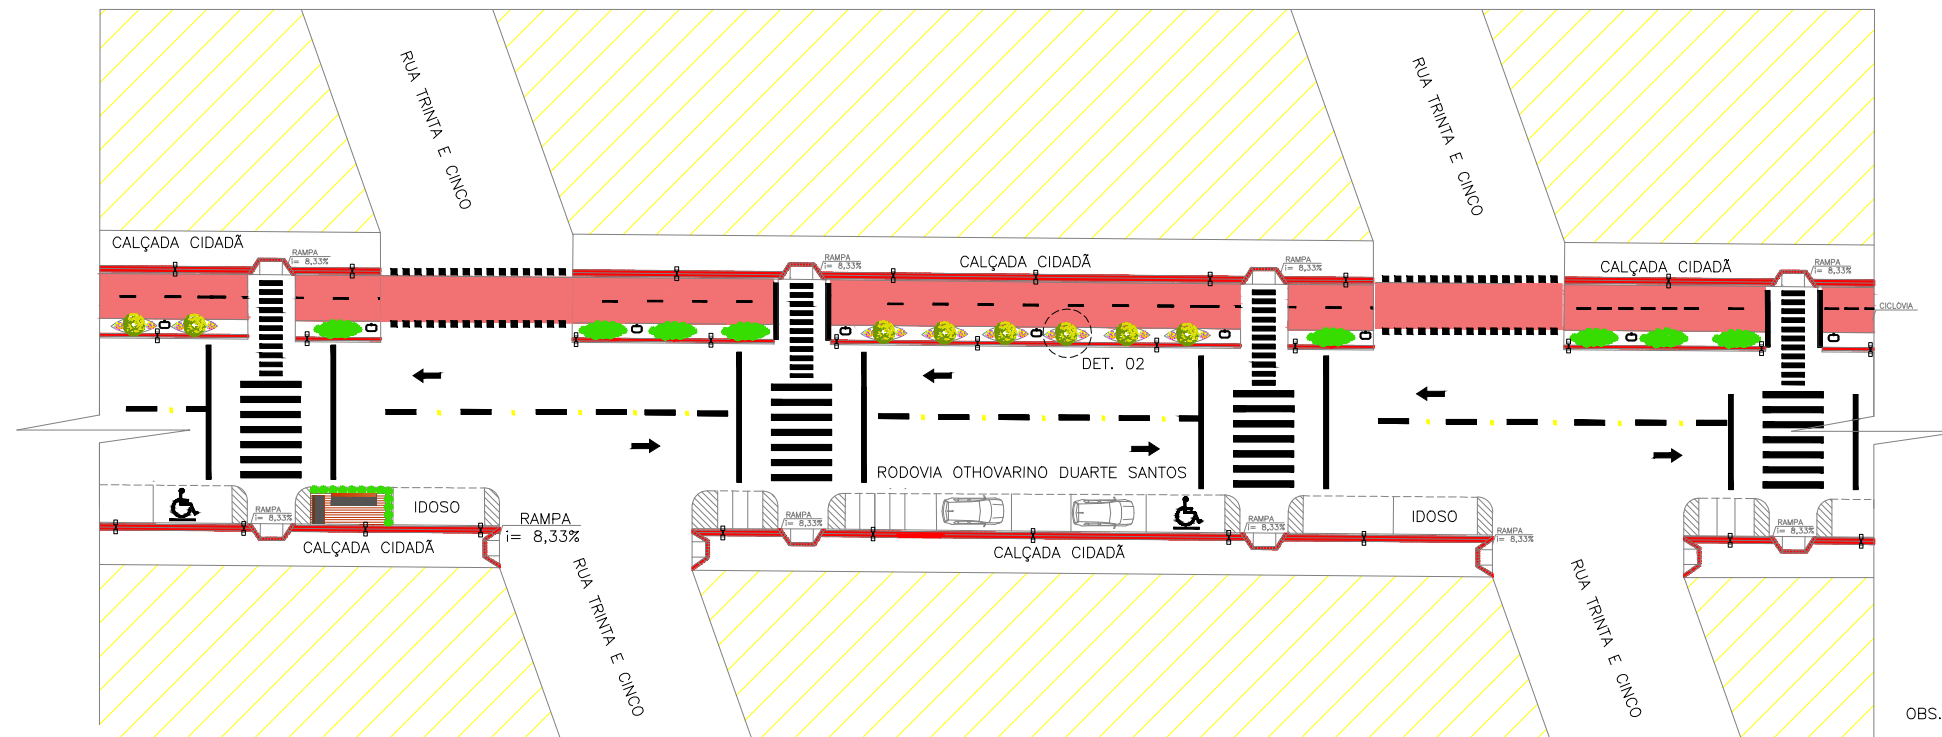 RUA TRINTA E CINCO
RUA TRINTA E CINCO
CALÇADA CIDADÃ
RAMPA
i= 8,33%
RAMPA
i= 8,33%
CALÇADA CIDADÃ
RAMPA
i= 8,33%
CALÇADA CIDADÃ
RAMPA
i= 8,33%
CICLOVIA
DET. 02
RODOVIA OTHOVARINO DUARTE SANTOS
RAMPA
i= 8,33%
IDOSO
RAMPA
i= 8,33%
CALÇADA CIDADÃ
RAMPA
i= 8,33%
CALÇADA CIDADÃ
RAMPA
i= 8,33%
IDOSO
RAMPA
i= 8,33%
RAMPA
i= 8,33%
RUA TRINTA E CINCO
RUA TRINTA E CINCO
OBS.